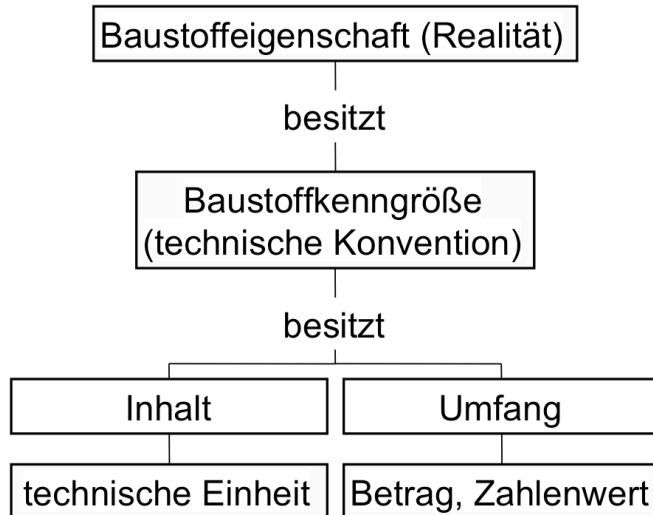 Baustoffeigenschaft (Realität)
besitzt
Baustoffkenngröße
(technische Konvention)
besitzt
Inhalt
Umfang
technische Einheit
Betrag, Zahlenwert